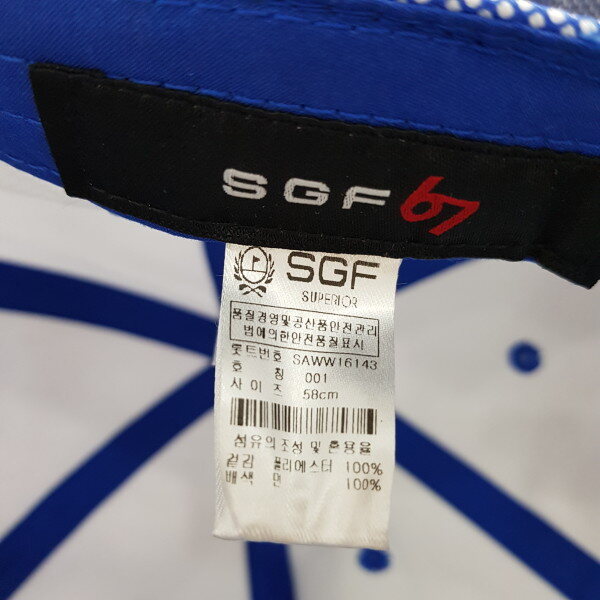 SGF 67
SGF
SUPERIOR
품질경영및공산품안전관리
법에의한안전품질표시
롯트번호 SAWW16143
호 칭 001
사 이 즈 58cm
섬유의조성 및 혼용율
겉감 폴리에스터 100%
배색 면 100%